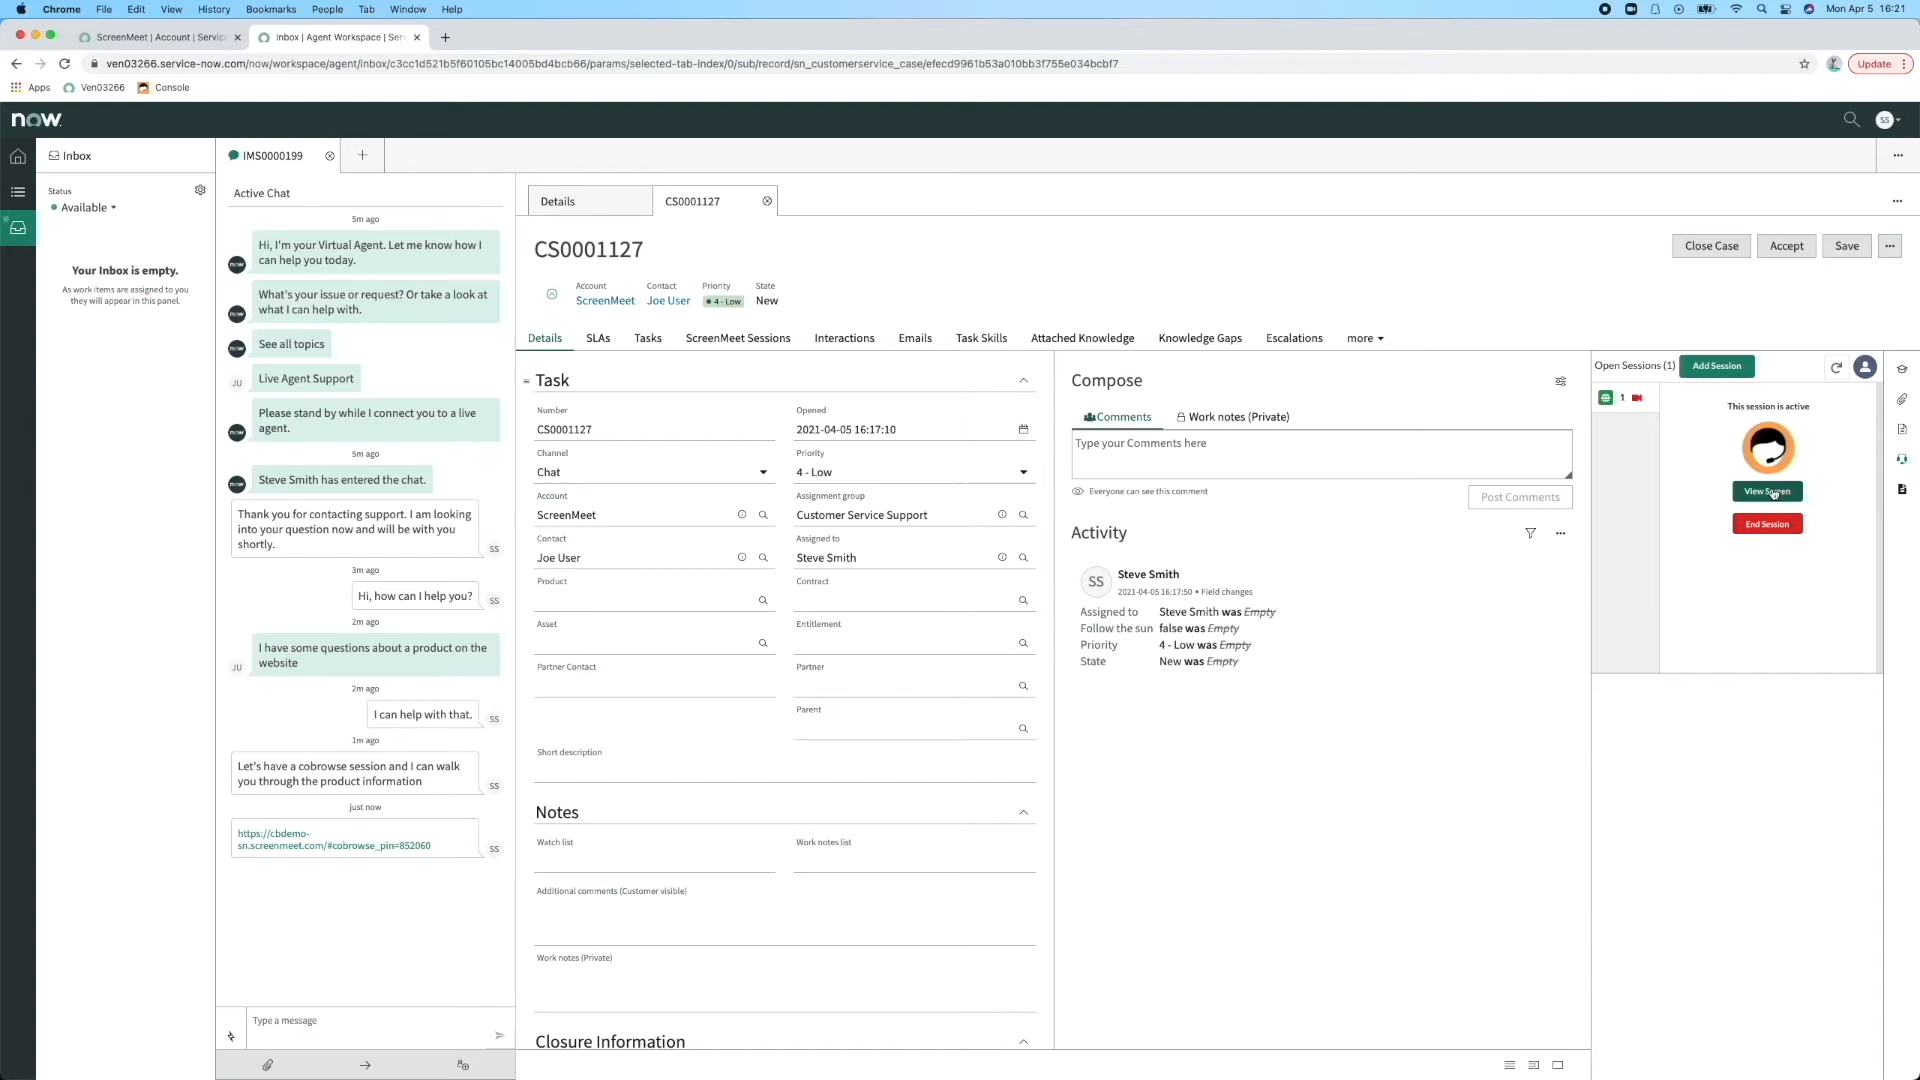 Chrome File Edit View History Bookmarks People Tab Window Help Mon Apr 5 16:21
ScreenMeet | Account | Service
Inbox | Agent Workspace | Ser
ven03266.service-now.com/now/workspace/agent/inbox/c3cc1d521b5f60105bc14005bd4bcb66/params/selected-tab-index/0/sub/record/sn_customerservice_case/efecd9961b53a010bb3f755e034bcbf7
Update
Apps Ven03266 Console
now.
SS
Inbox
Status
Available
Your Inbox is empty.
As work items are assigned to you
they will appear in this panel.
IMS0000199
Active Chat
5m ago
Hi, I'm your Virtual Agent. Let me know how I
can help you today.
now
What's your issue or request? Or take a look at
what I can help with.
now
See all topics
now
Live Agent Support
JU
Please stand by while I connect you to a live
agent.
now
5m ago
Steve Smith has entered the chat.
now
Thank you for contacting support. I am looking
into your question now and will be with you
shortly.
SS
3m ago
Hi, how can I help you?
SS
2m ago
I have some questions about a product on the
website
JU
2m ago
I can help with that.
SS
1m ago
Let's have a cobrowse session and I can walk
you through the product information
SS
just now
https://cbdemo-
sn.screenmeet.com/#cobrowse_pin=852060
SS
Type a message
Details
CS0001127
CS0001127
Close Case
Accept
Save
Account
ScreenMeet
Contact
Joe User
Priority
4 - Low
State
New
Details SLAs Tasks ScreenMeet Sessions Interactions Emails Task Skills Attached Knowledge Knowledge Gaps Escalations more
Task
Number
CS0001127
Opened
2021-04-05 16:17:10
Channel
Chat
Priority
4 - Low
Account
ScreenMeet
Assignment group
Customer Service Support
Contact
Joe User
Assigned to
Steve Smith
Product
Contract
Asset
Entitlement
Partner Contact
Partner
Parent
Short description
Notes
Watch list
Work notes list
Additional comments (Customer visible)
Work notes (Private)
Closure Information
Compose
Comments
Work notes (Private)
Type your Comments here
Everyone can see this comment
Post Comments
Activity
SS
Steve Smith
2021-04-05 16:17:50 • Field changes
Assigned to Steve Smith was Empty
Follow the sun false was Empty
Priority 4 - Low was Empty
State New was Empty
Open Sessions (1)
Add Session
1
This session is active
View Screen
End Session